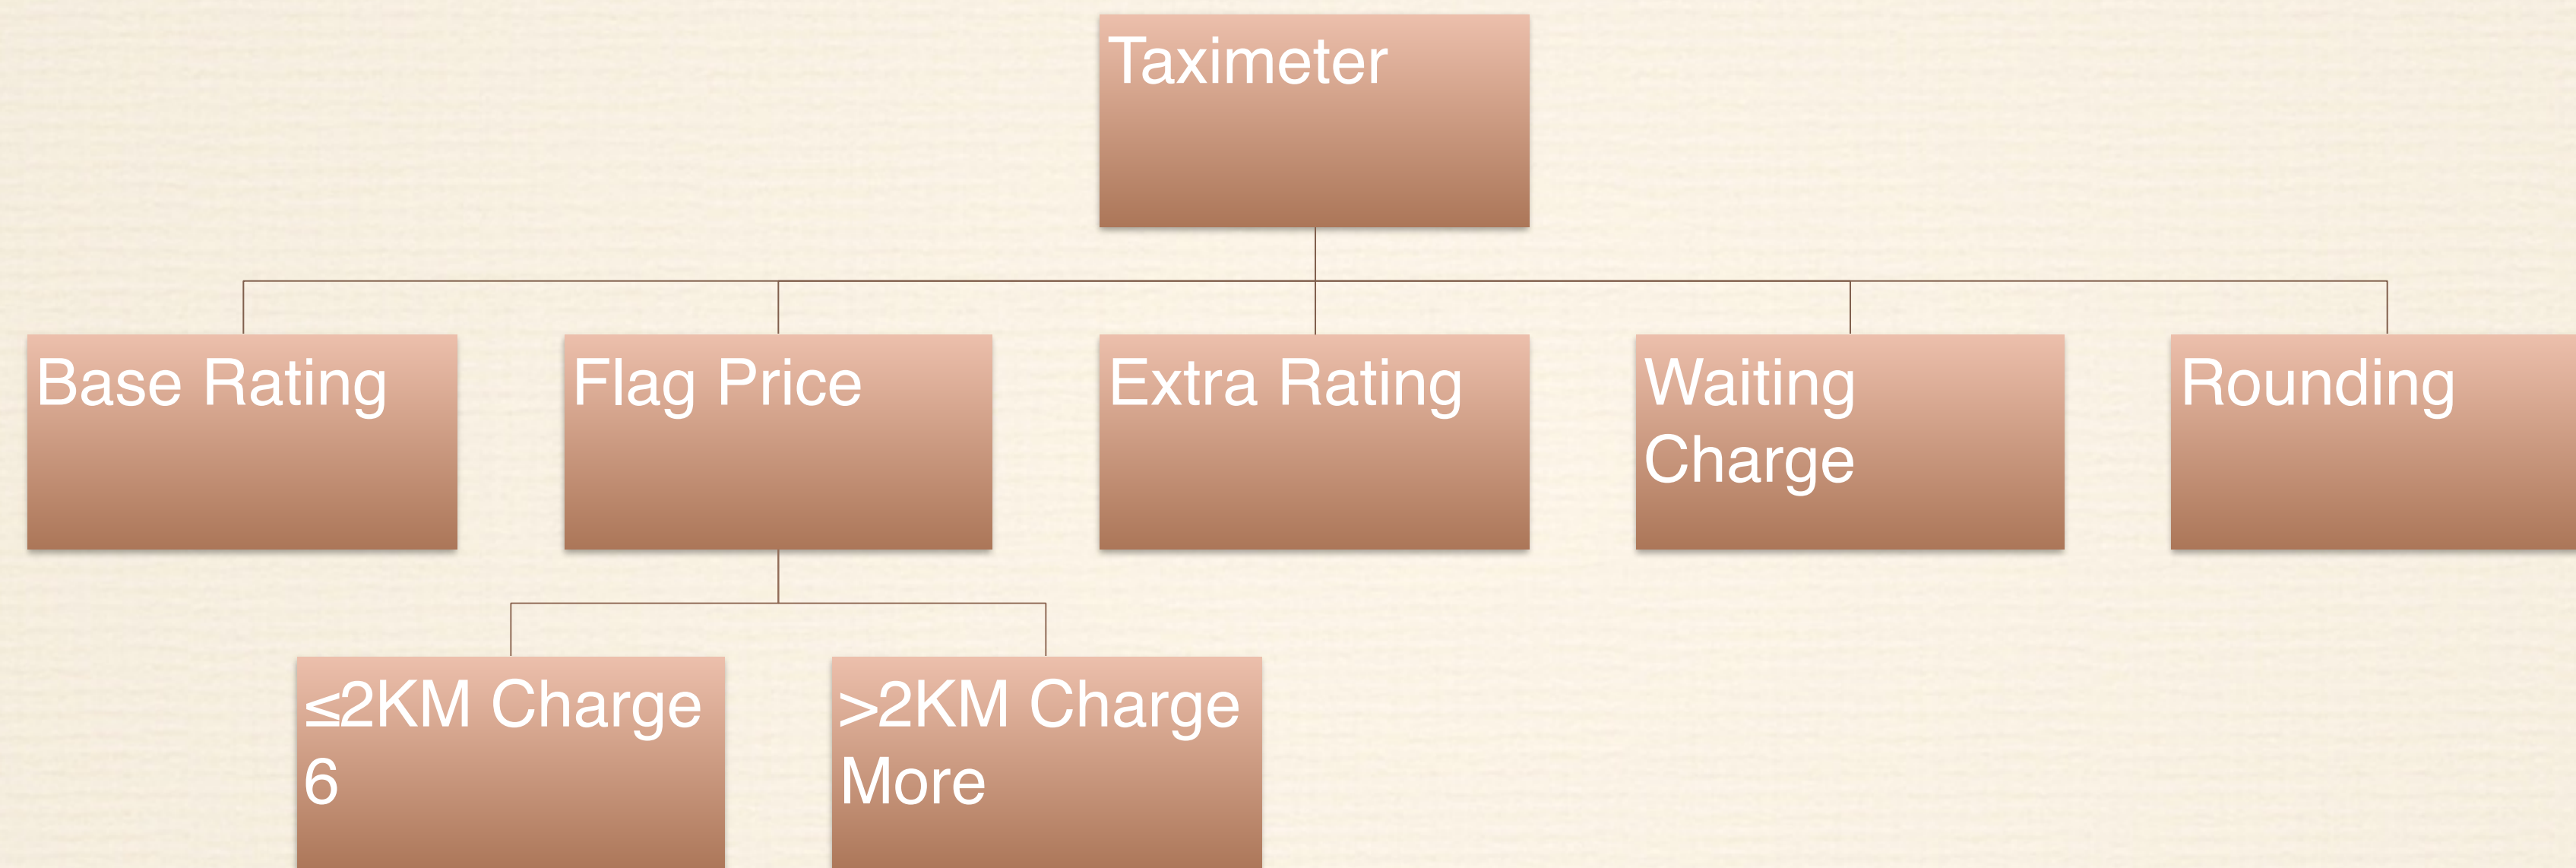 Taximeter
Base Rating
Flag Price
Extra Rating
Waiting
Charge
Rounding
≤2KM Charge
6
>2KM Charge
More